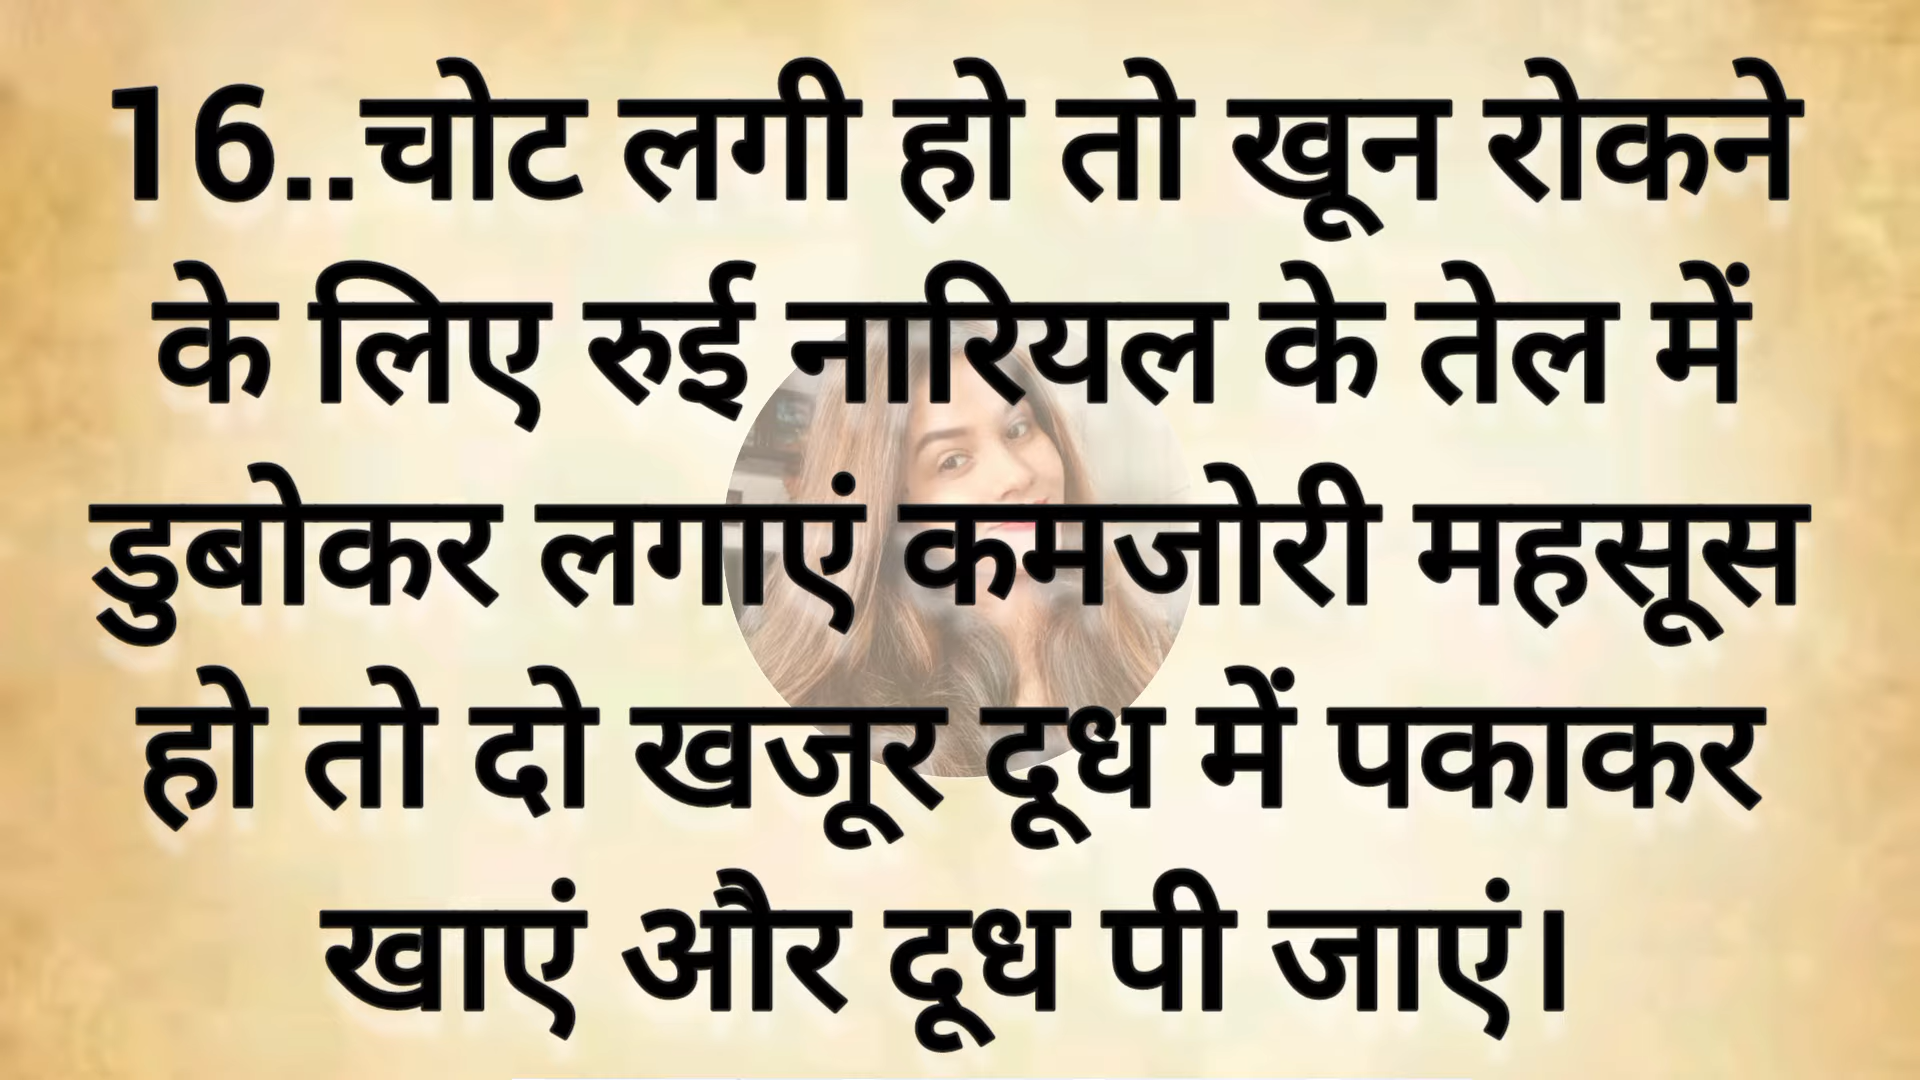 16..चोट लगी हो तो खून रोकने
के लिए रुई नारियल के तेल में
डुबोकर लगाएं कमजोरी महसूस
हो तो दो खजूर दूध में पकाकर
खाएं और दूध पी जाएं।